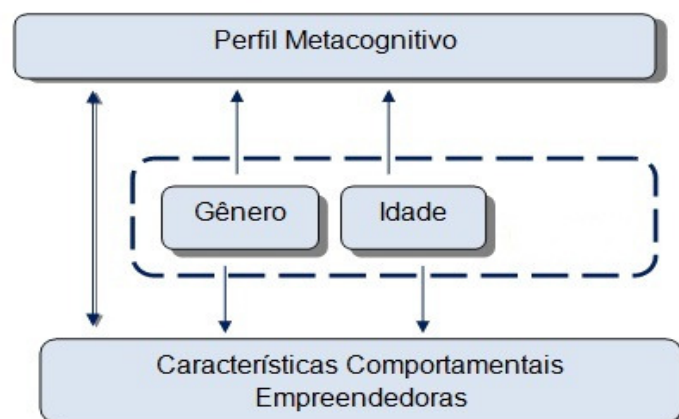 Perfil Metacognitivo
Gênero
Idade
Características Comportamentais
Empreendedoras